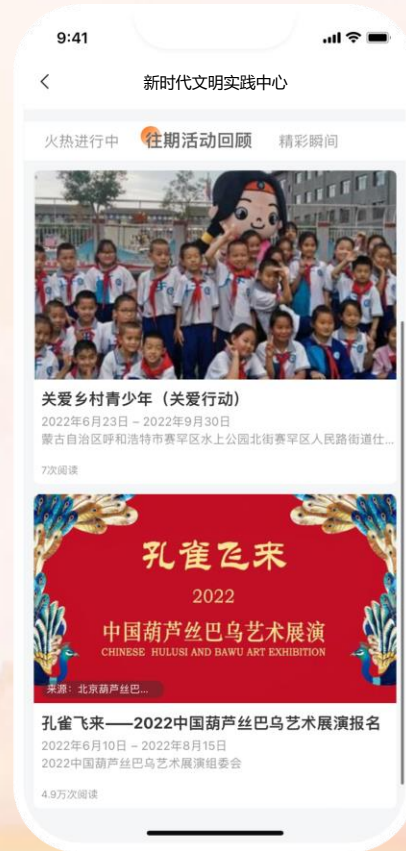 9:41
新时代文明实践中心
火热进行中 往期活动回顾 精彩瞬间
关爱乡村青少年（关爱行动）
2022年6月23日 – 2022年9月30日
蒙古自治区呼和浩特市赛罕区水上公园北街赛罕区人民路街道仕...
7次阅读
孔雀飞来
2022
中国葫芦丝巴乌艺术展演
CHINESE HULUSI AND BAWU ART EXHIBITION
来源：北京葫芦丝巴...
孔雀飞来——2022中国葫芦丝巴乌艺术展演报名
2022年6月10日 – 2022年8月15日
2022中国葫芦丝巴乌艺术展演组委会
4.9万次阅读